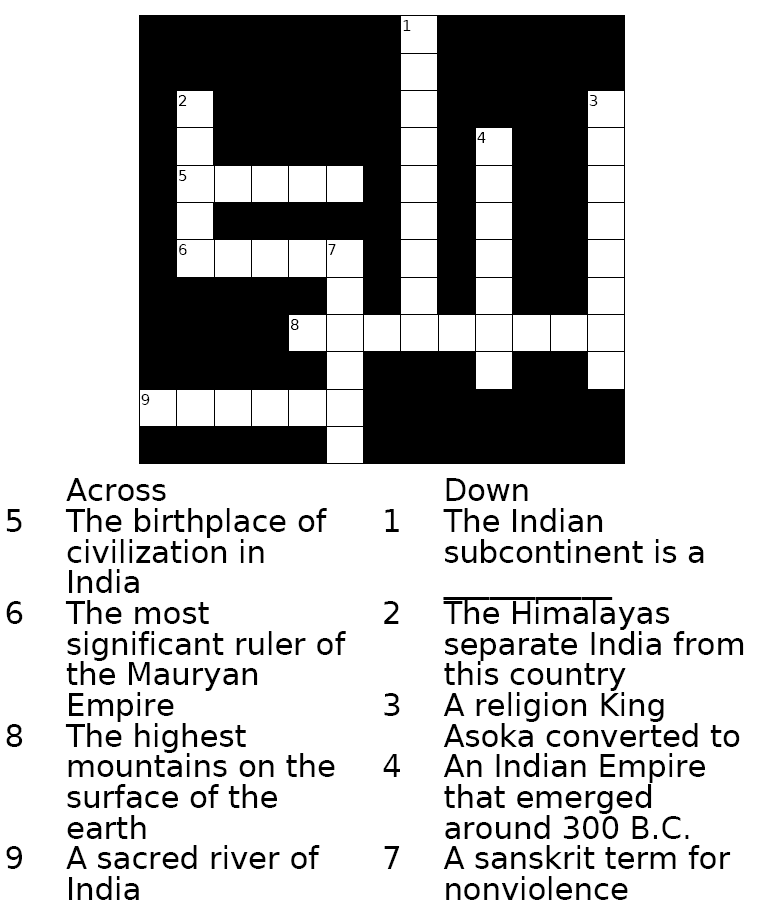 1
2
3
4
5
6
7
8
9
Across
5 The birthplace of
civilization in
India
6 The most
significant ruler of
the Mauryan
Empire
8 The highest
mountains on the
surface of the
earth
9 A sacred river of
India
Down
1 The Indian
subcontinent is a
___________
2 The Himalayas
separate India from
this country
3 A religion King
Asoka converted to
4 An Indian Empire
that emerged
around 300 B.C.
7 A sanskrit term for
nonviolence